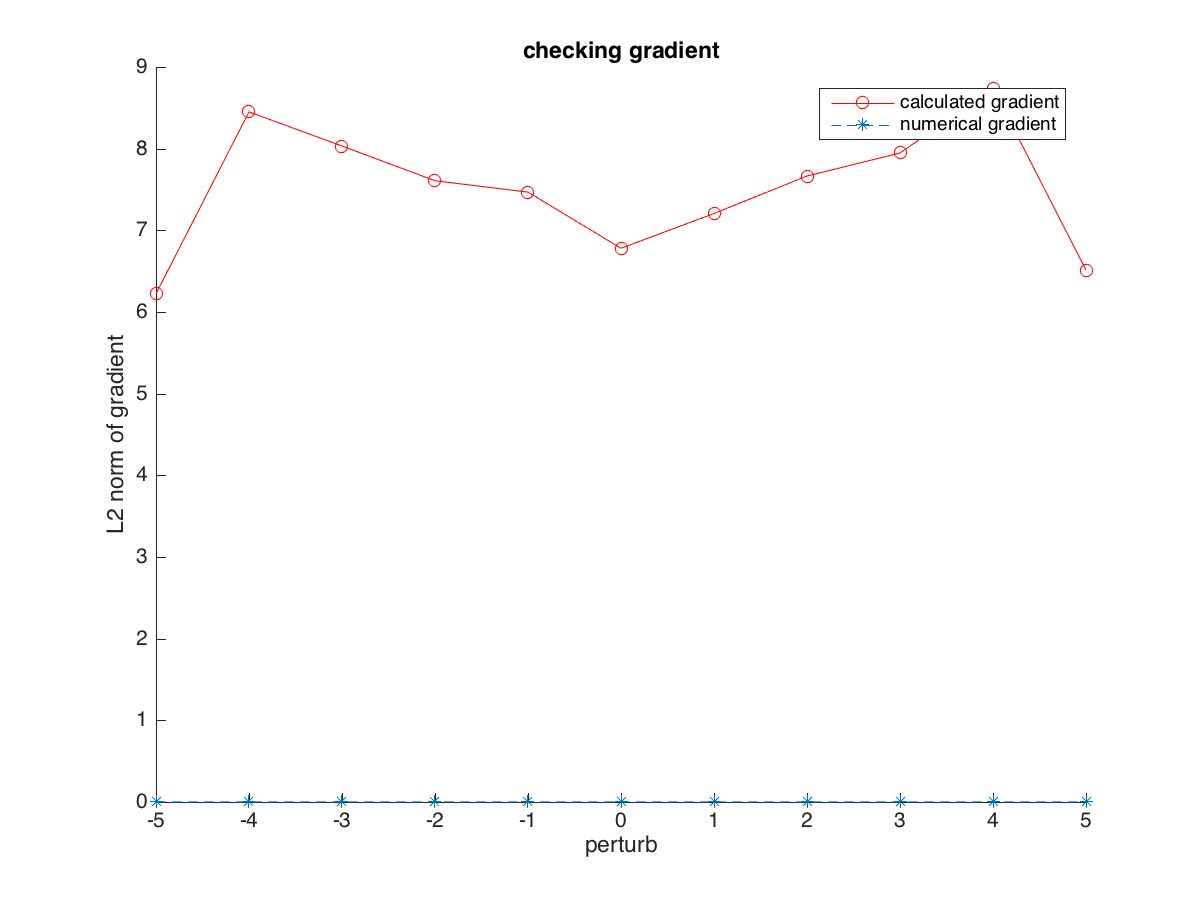 checking gradient
calculated gradient
numerical gradient
9
8
7
6
5
4
3
2
1
0
L2 norm of gradient
-5 -4 -3 -2 -1 0 1 2 3 4 5
perturb